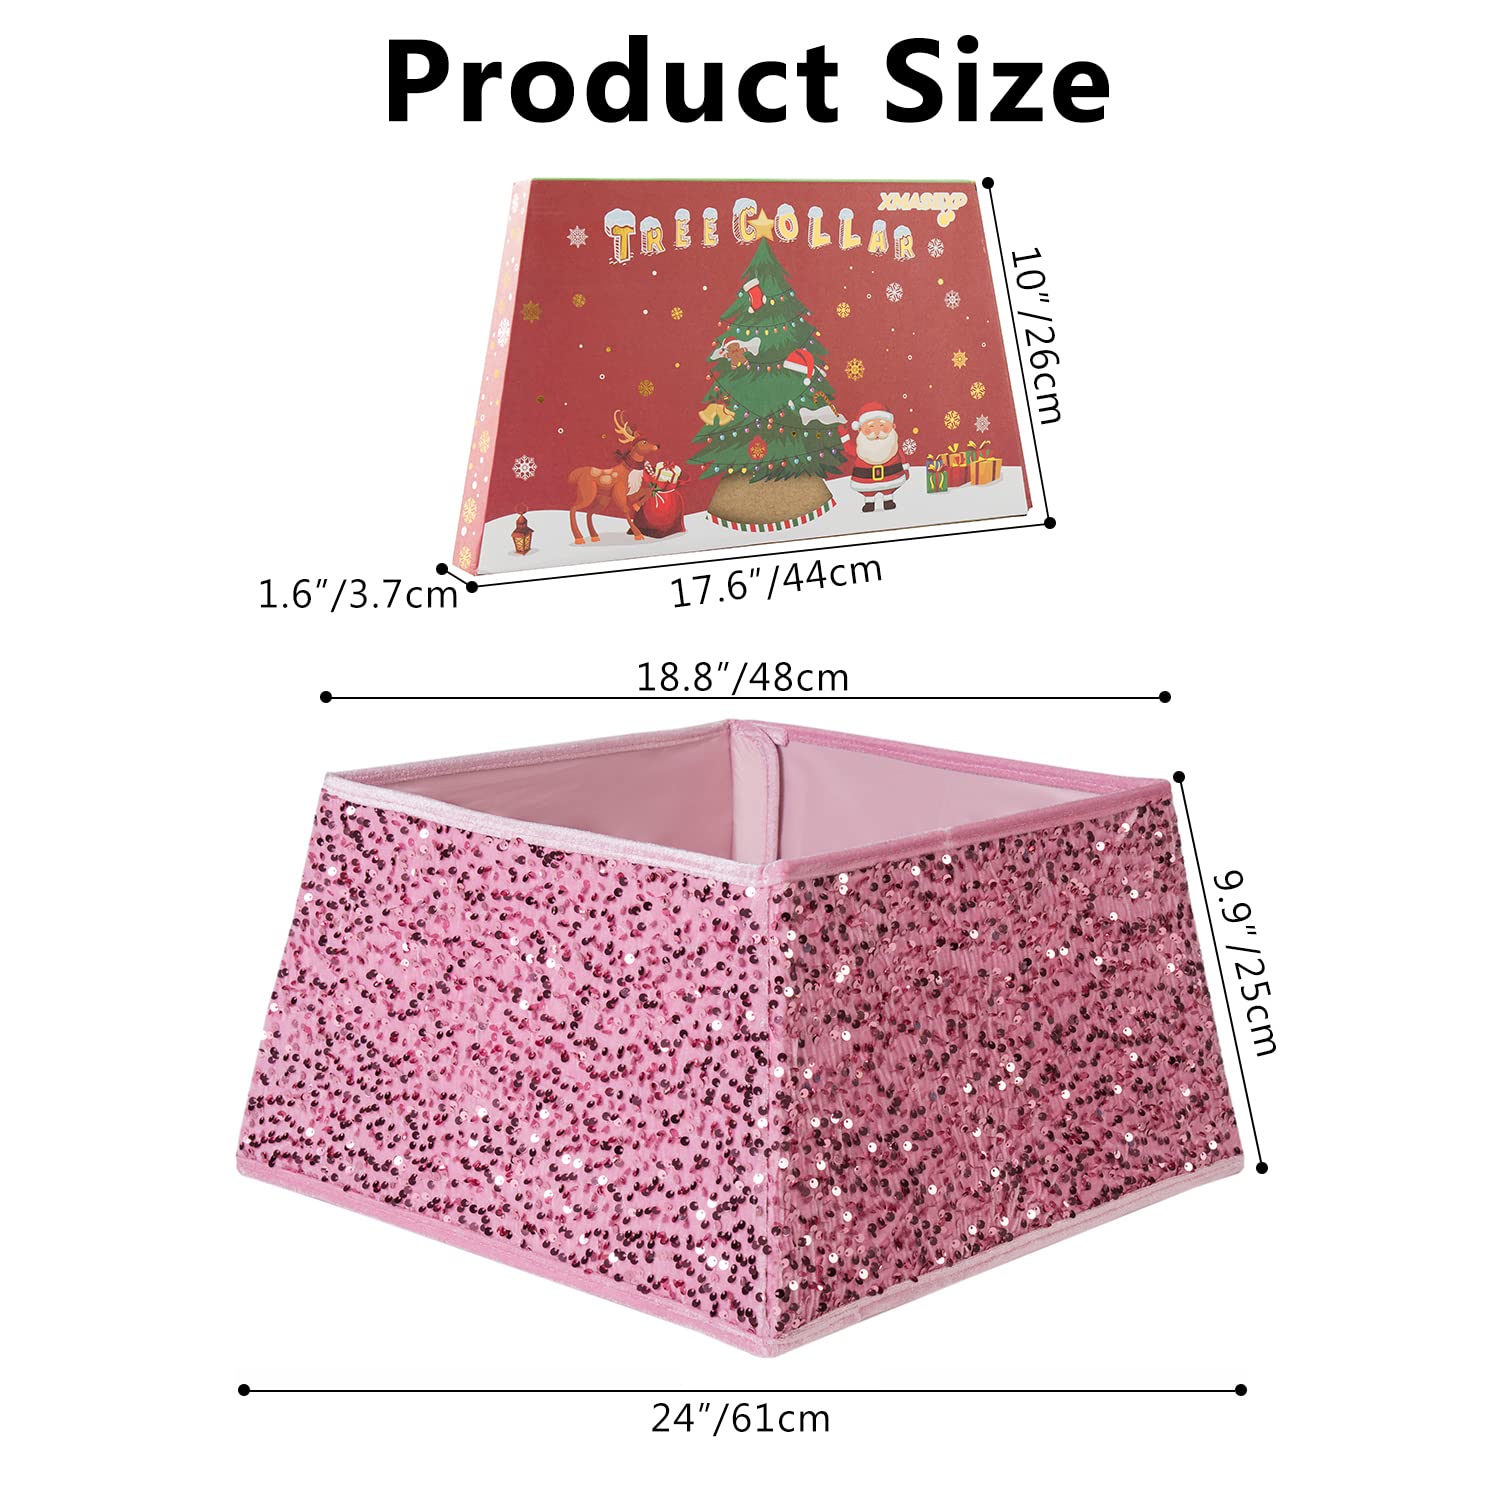 Product Size
XMASEXP
TREE COLLAR
10″/26cm
1.6″/3.7cm
17.6″/44cm
18.8″/48cm
9.9″/25cm
24″/61cm